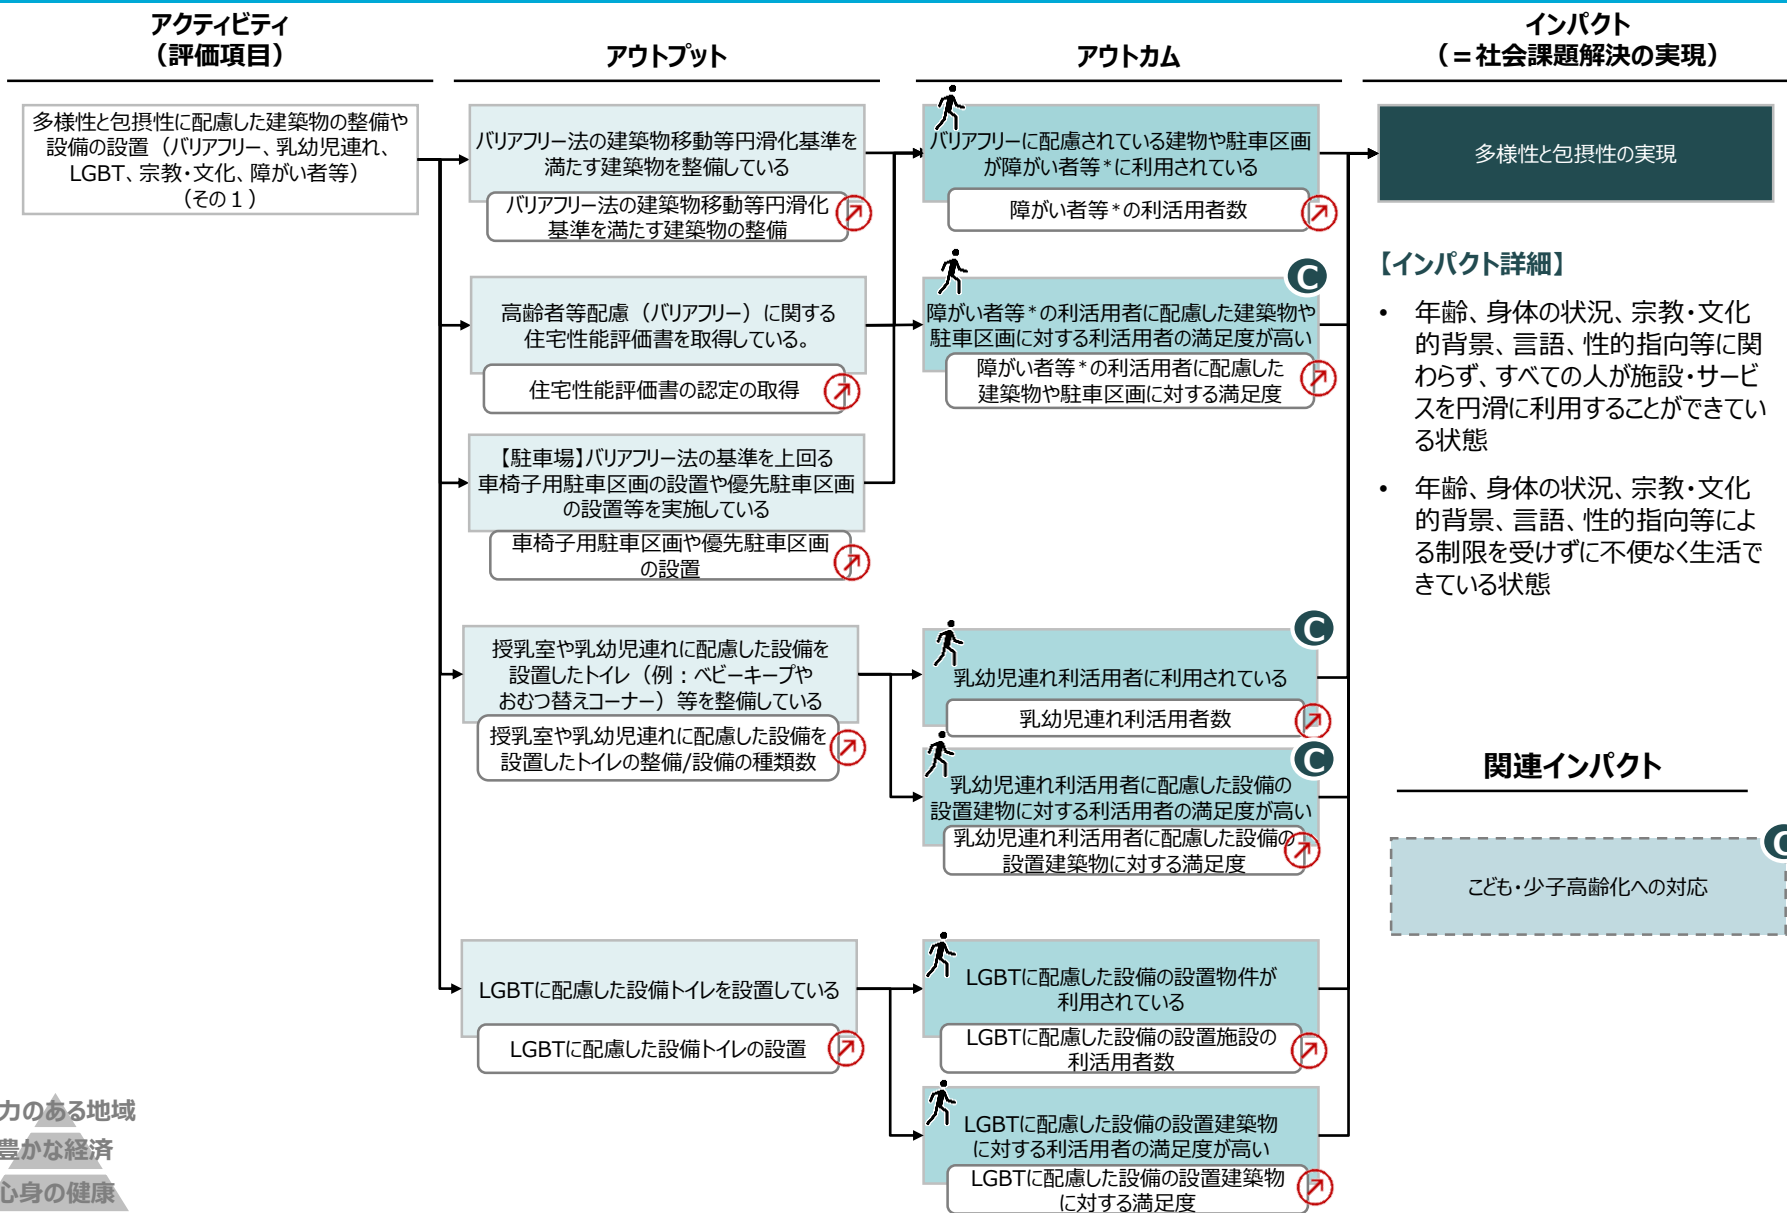 アクティビティ
（評価項目）
アウトプット
アウトカム
インパクト
（＝社会課題解決の実現）
多様性と包摂性に配慮した建築物の整備や
設備の設置（バリアフリー、乳幼児連れ、
LGBT、宗教・文化、障がい者等）
（その１）
バリアフリー法の建築物移動等円滑化基準を
満たす建築物を整備している
バリアフリー法の建築物移動等円滑化
基準を満たす建築物の整備
高齢者等配慮（バリアフリー）に関する
住宅性能評価書を取得している。
住宅性能評価書の認定の取得
【駐車場】バリアフリー法の基準を上回る
車椅子用駐車区画の設置や優先駐車区画
の設置等を実施している
車椅子用駐車区画や優先駐車区画
の設置
授乳室や乳幼児連れに配慮した設備を
設置したトイレ（例：ベビーキープや
おむつ替えコーナー）等を整備している
授乳室や乳幼児連れに配慮した設備を
設置したトイレの整備/設備の種類数
LGBTに配慮した設備トイレを設置している
LGBTに配慮した設備トイレの設置
バリアフリーに配慮されている建物や駐車区画
が障がい者等*に利用されている
障がい者等*の利活用者数
C
障がい者等*の利活用者に配慮した建築物や
駐車区画に対する利活用者の満足度が高い
障がい者等*の利活用者に配慮した
建築物や駐車区画に対する満足度
C
乳幼児連れ利活用者に利用されている
乳幼児連れ利活用者数
C
乳幼児連れ利活用者に配慮した設備の
設置建物に対する利活用者の満足度が高い
乳幼児連れ利活用者に配慮した設備の
設置建築物に対する満足度
LGBTに配慮した設備の設置物件が
利用されている
LGBTに配慮した設備の設置施設の
利活用者数
LGBTに配慮した設備の設置建築物
に対する利活用者の満足度が高い
LGBTに配慮した設備の設置建築物
に対する満足度
多様性と包摂性の実現
【インパクト詳細】
• 年齢、身体の状況、宗教・文化
的背景、言語、性的指向等に関
わらず、すべての人が施設・サービ
スを円滑に利用することができてい
る状態
• 年齢、身体の状況、宗教・文化
的背景、言語、性的指向等によ
る制限を受けずに不便なく生活で
きている状態
関連インパクト
C
こども・少子高齢化への対応
力のある地域
豊かな経済
心身の健康